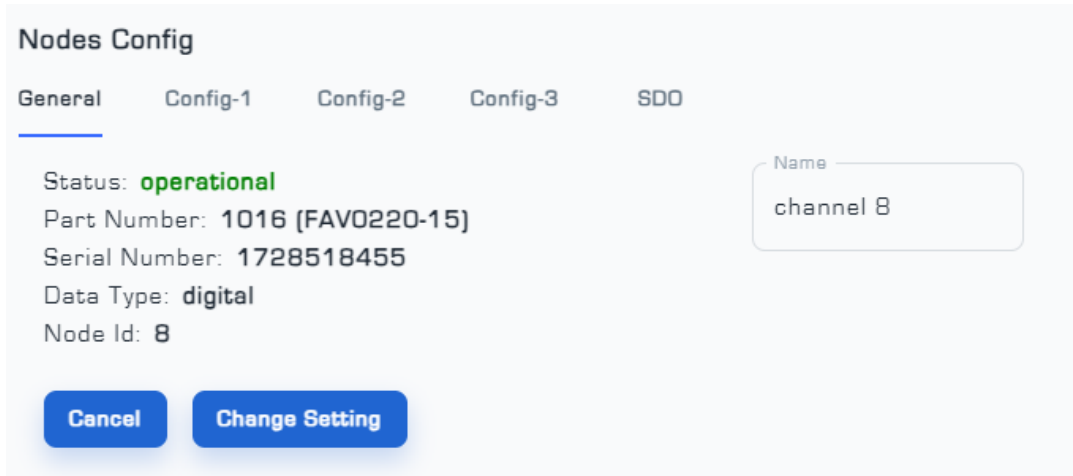 Nodes Config
General Config-1 Config-2 Config-3 SDO
Status: operational
Part Number: 1016 (FAV0220-15)
Serial Number: 1728518455
Data Type: digital
Node Id: 8
Name
channel 8
Cancel Change Setting